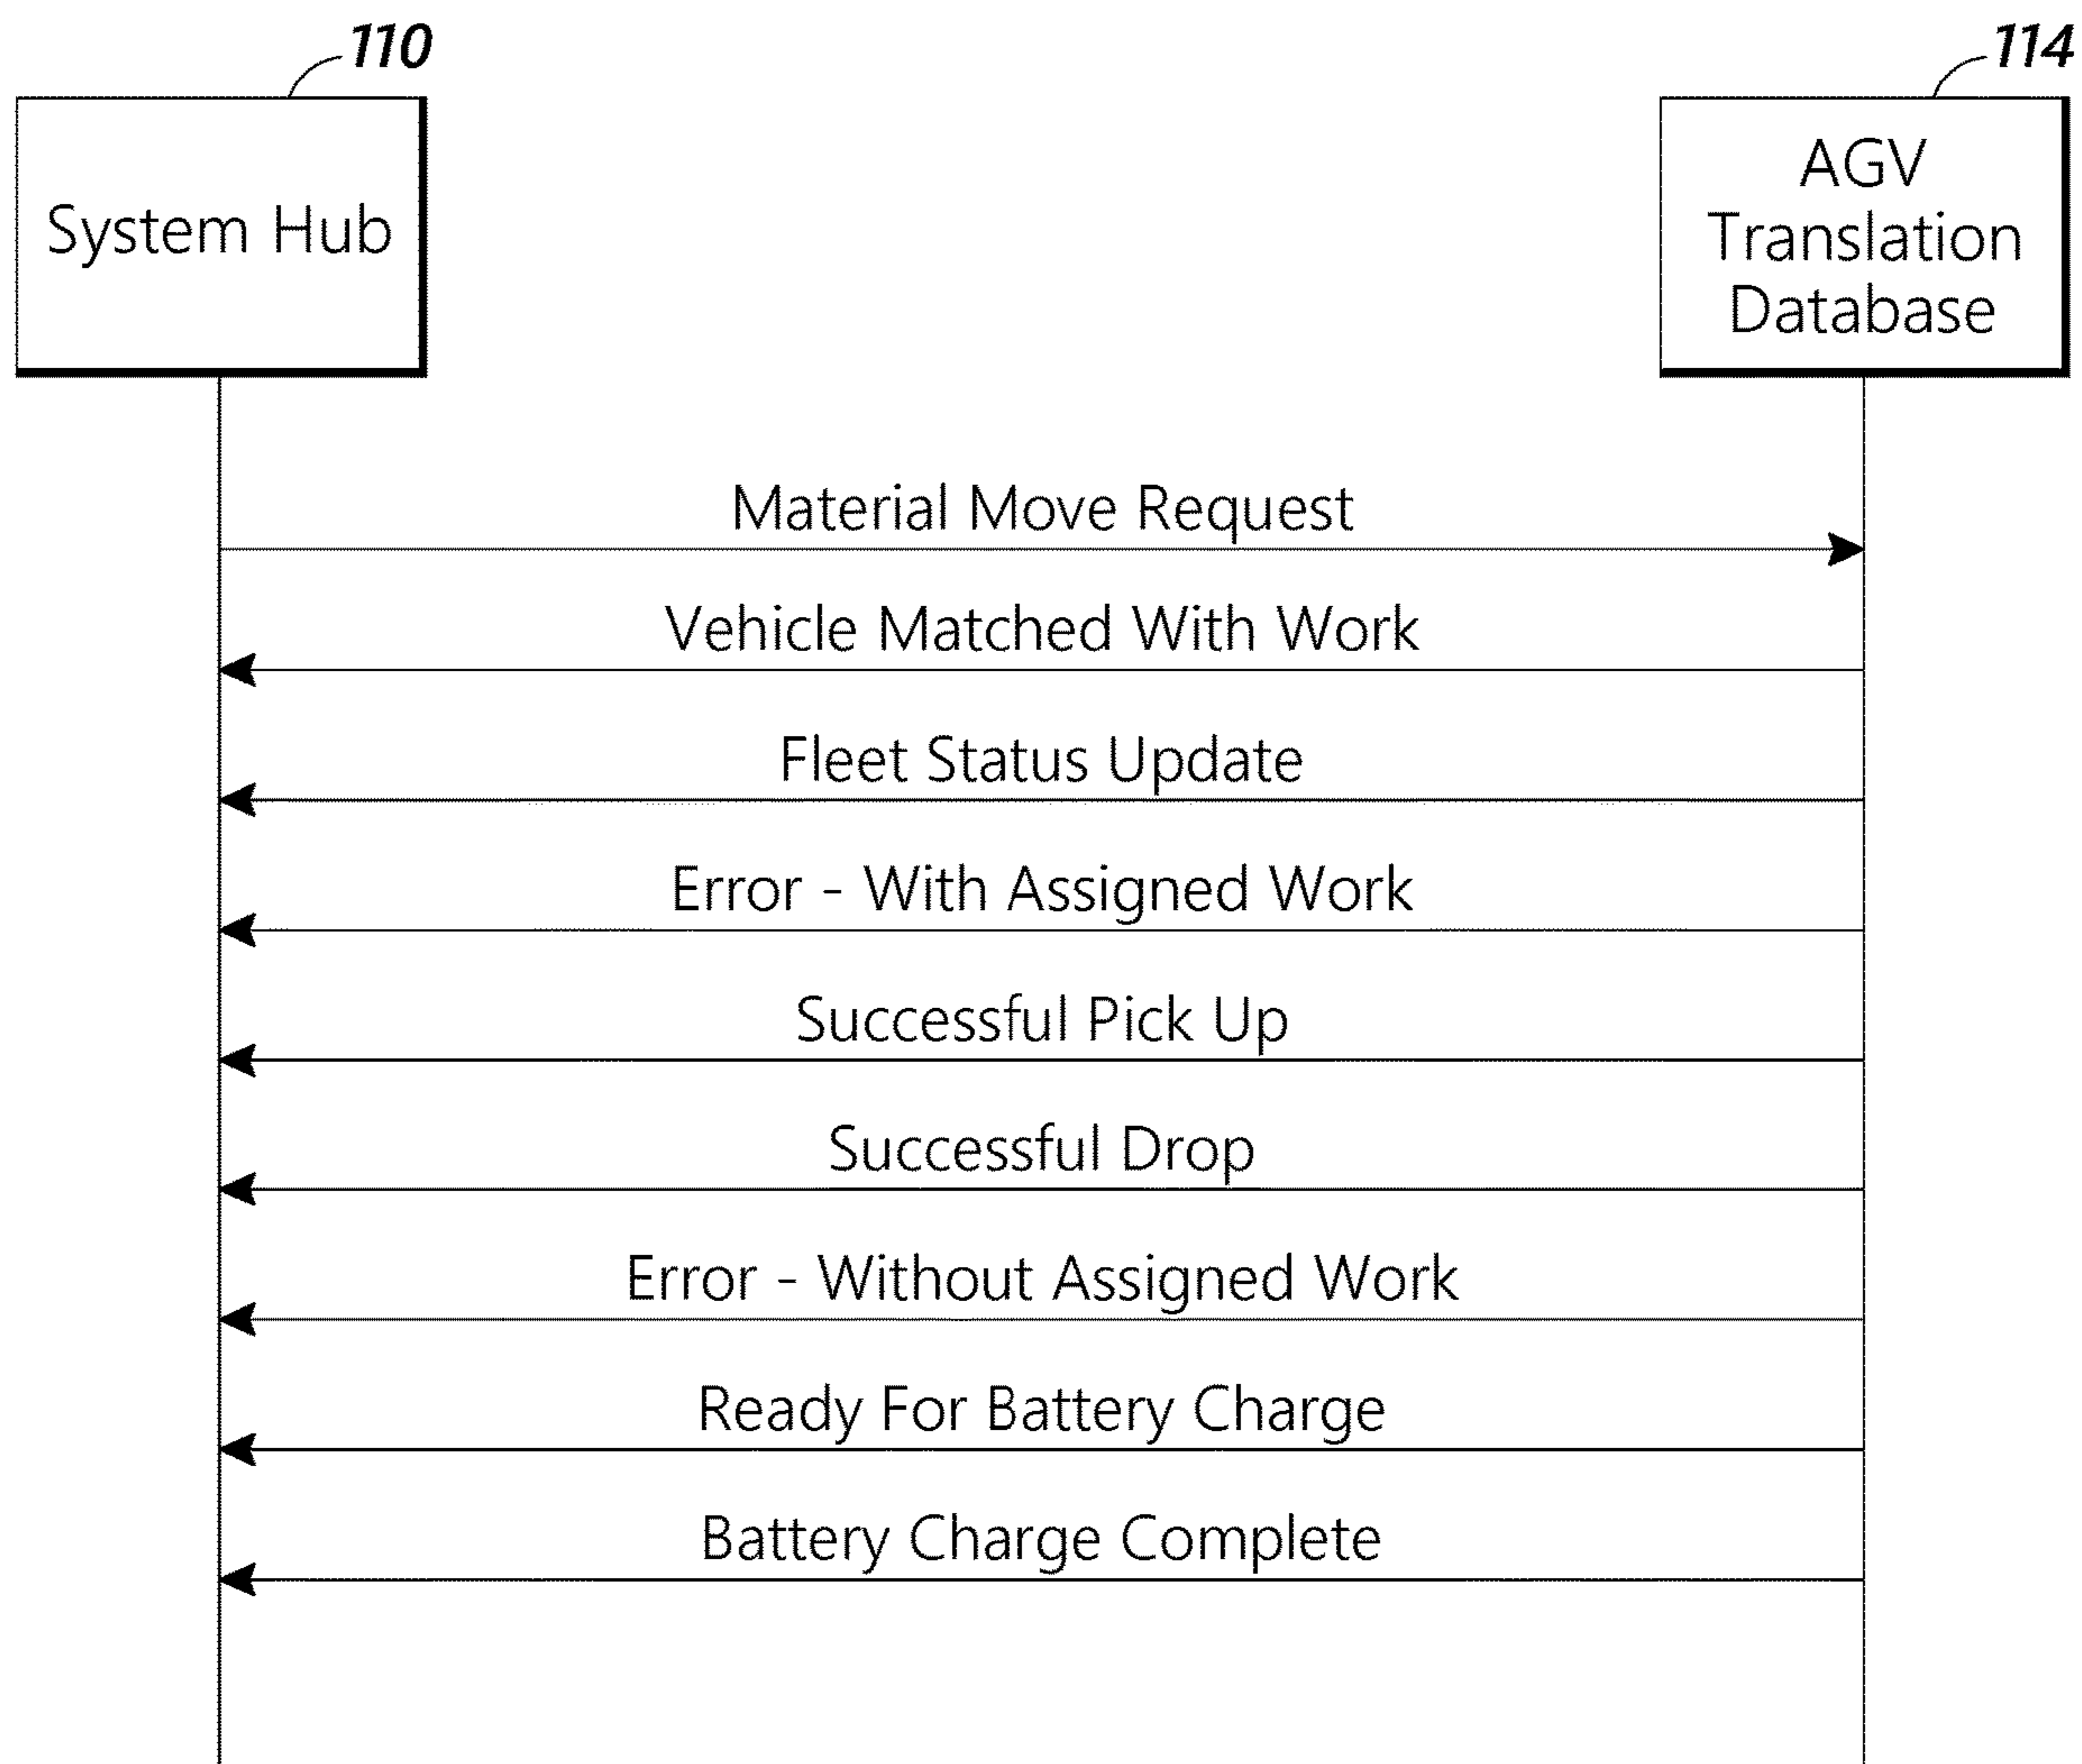 110
114
System Hub
AGV
Translation
Database
Material Move Request
Vehicle Matched With Work
Fleet Status Update
Error - With Assigned Work
Successful Pick Up
Successful Drop
Error - Without Assigned Work
Ready For Battery Charge
Battery Charge Complete